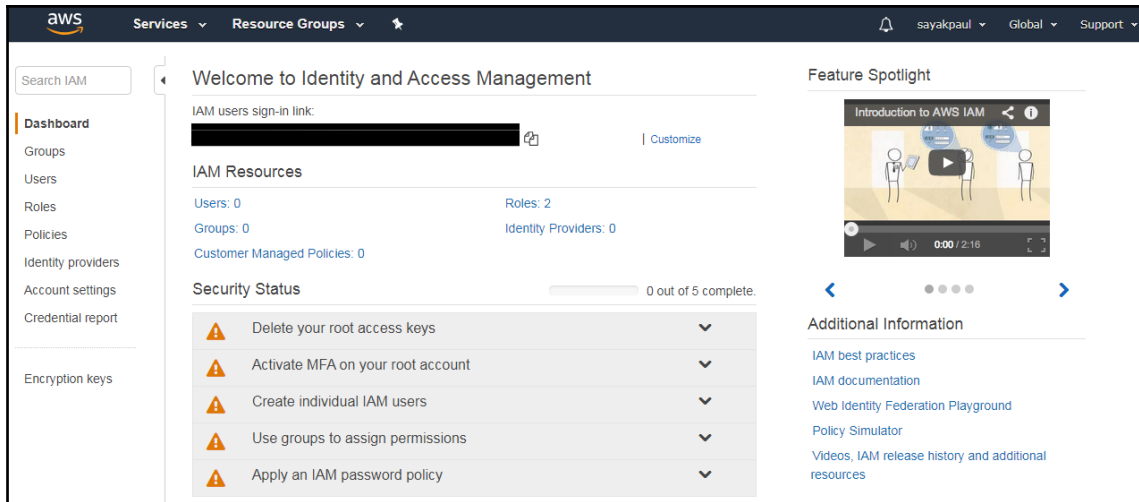 aws
Services
Resource Groups
sayakpaul
Global
Support
Search IAM
Dashboard
Groups
Users
Roles
Policies
Identity providers
Account settings
Credential report
Encryption keys
Welcome to Identity and Access Management
IAM users sign-in link:
Customize
IAM Resources
Users: 0
Roles: 2
Groups: 0
Identity Providers: 0
Customer Managed Policies: 0
Security Status
0 out of 5 complete.
Delete your root access keys
Activate MFA on your root account
Create individual IAM users
Use groups to assign permissions
Apply an IAM password policy
Feature Spotlight
Introduction to AWS IAM
0:00 / 2:16
Additional Information
IAM best practices
IAM documentation
Web Identity Federation Playground
Policy Simulator
Videos, IAM release history and additional
resources